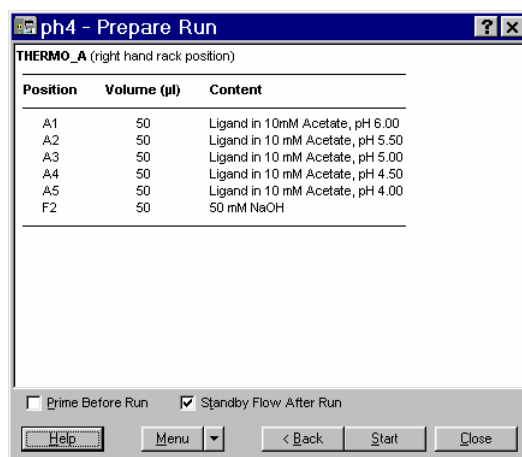 ph4 - Prepare Run
THERMO_A (right hand rack position)
Position Volume (µl) Content
A1 50 Ligand in 10mM Acetate, pH 6.00
A2 50 Ligand in 10 mM Acetate, pH 5.50
A3 50 Ligand in 10 mM Acetate, pH 5.00
A4 50 Ligand in 10 mM Acetate, pH 4.50
A5 50 Ligand in 10 mM Acetate, pH 4.00
F2 50 50 mM NaOH
Prime Before Run Standby Flow After Run
Help Menu < Back Start Close